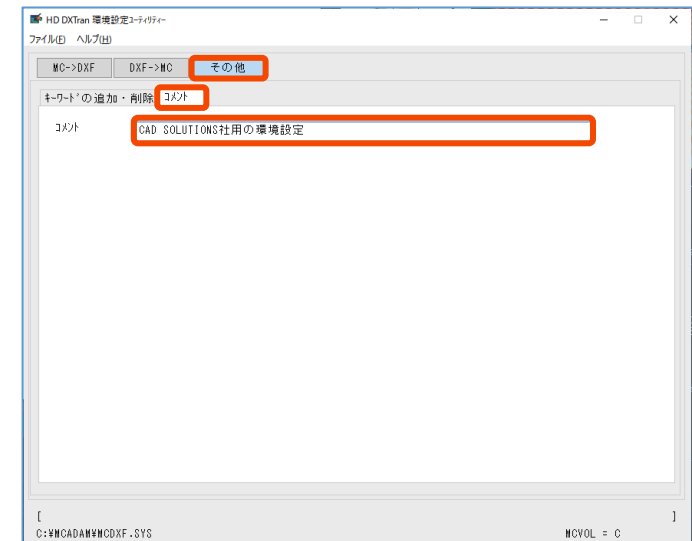 HD DXTran 環境設定ﾕｰﾃｨﾘﾃｨｰ
ファイル(F) ヘルプ(H)
MC->DXF DXF->MC その他
ｷｰﾜｰﾄﾞの追加・削除 ｺﾒﾝﾄ
ｺﾒﾝﾄ CAD SOLUTIONS社用の環境設定
[ ]
C:¥MCADAM¥MCDXF.SYS MCVOL = C